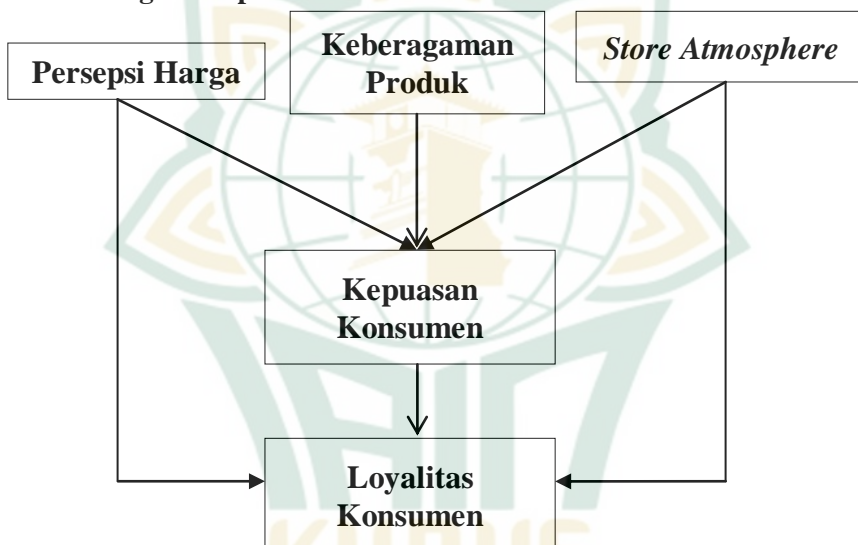 Persepsi Harga
Keberagaman
Produk
Store Atmosphere
Kepuasan
Konsumen
Loyalitas
Konsumen